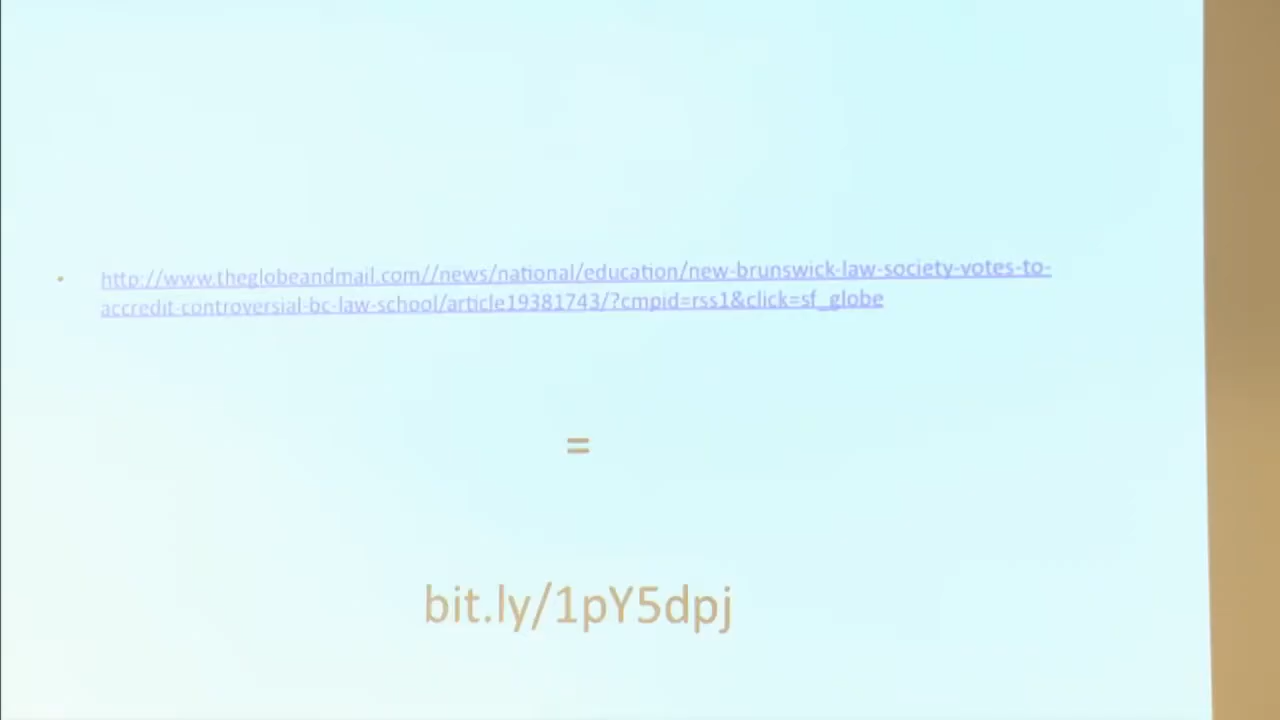 • http://www.theglobeandmail.com//news/national/education/new-brunswick-law-society-votes-to-
accredit-controversial-bc-law-school/article19381743/?cmpid=rss1&click=sf_globe
=
bit.ly/1pY5dpj